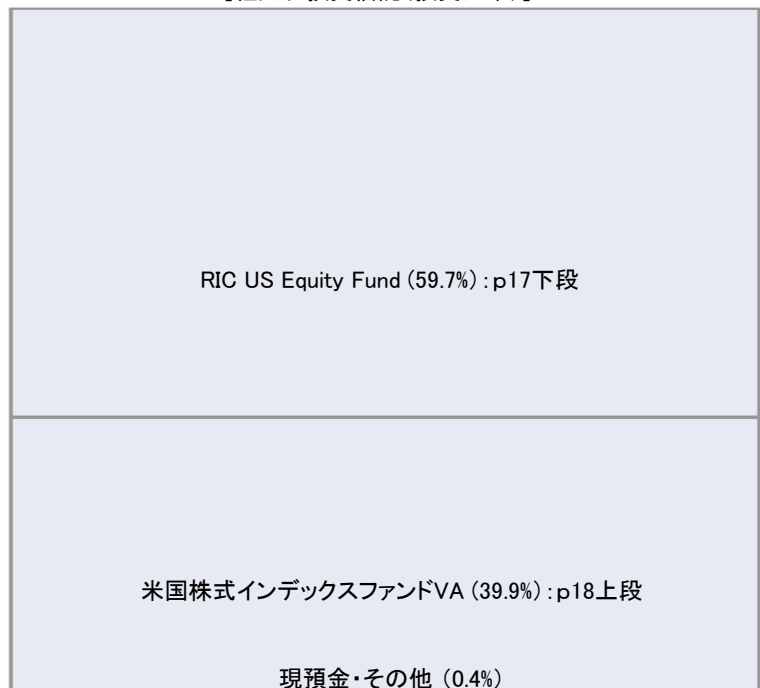 RIC US Equity Fund (59.7%) : p17下段
米国株式インデックスファンドVA (39.9%) : p18上段
現預金・その他 (0.4%)